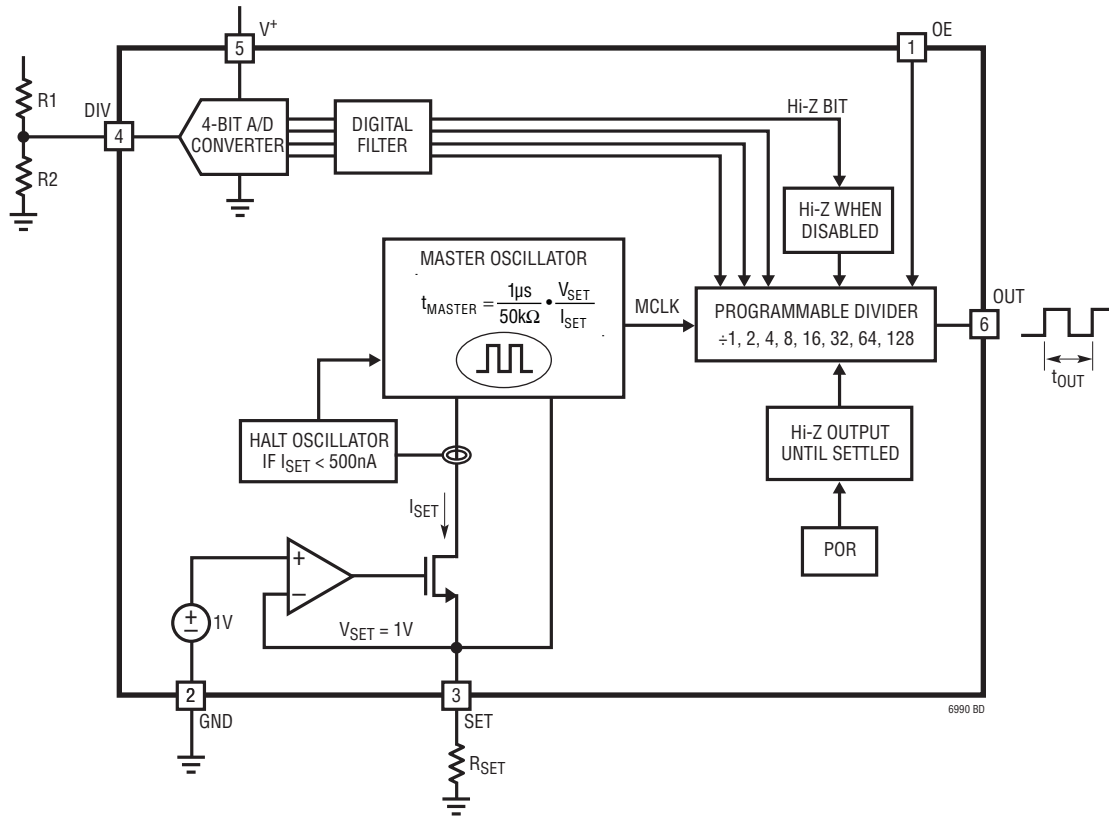 V+
5
OE
1
R1
DIV
4
R2
4-BIT A/D
CONVERTER
DIGITAL
FILTER
Hi-Z BIT
Hi-Z WHEN
DISABLED
MASTER OSCILLATOR
tMASTER = 1µs/50kΩ • VSET/ISET
MCLK
PROGRAMMABLE DIVIDER
÷1, 2, 4, 8, 16, 32, 64, 128
OUT
6
tOUT
HALT OSCILLATOR
IF ISET < 500nA
Hi-Z OUTPUT
UNTIL SETTLED
ISET
POR
+
–
+
–
1V
VSET = 1V
2
GND
3
SET
6990 BD
RSET